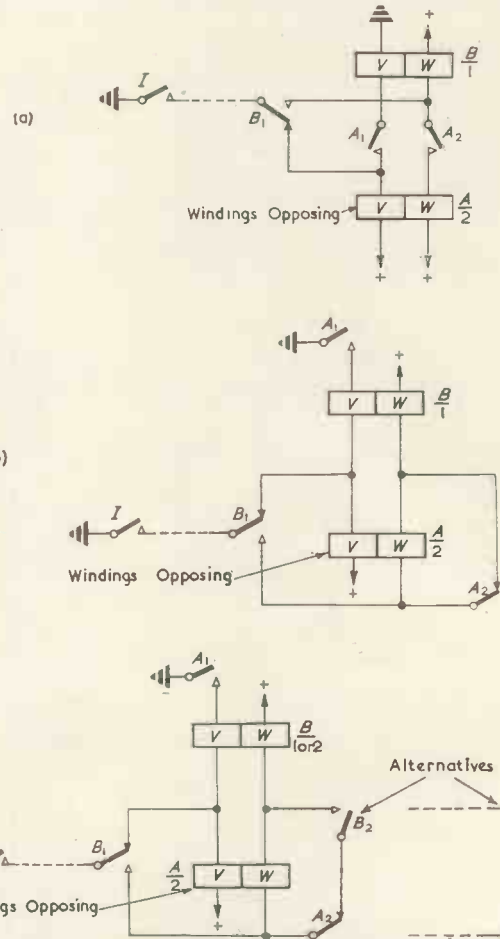 +
B
V W 1
I
(a)
B₁ A₁ A₂
V W A
Windings Opposing 2
+ +
A₁
+
V W B
1
b)
I B₁
V W A
2
Windings Opposing
+
A₂
A₁
+
V W B
1or2
Alternatives
B₂
B₁
A V W
2
gs Opposing
+
A₂